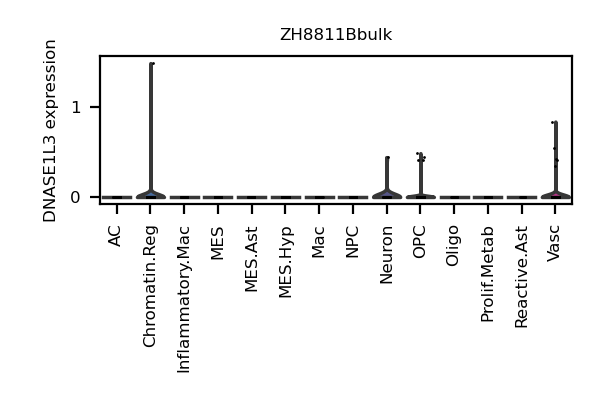 ZH8811Bbulk
DNASE1L3 expression
1
0
AC
Chromatin.Reg
Inflammatory.Mac
MES
MES.Ast
MES.Hyp
Mac
NPC
Neuron
OPC
Oligo
Prolif.Metab
Reactive.Ast
Vasc